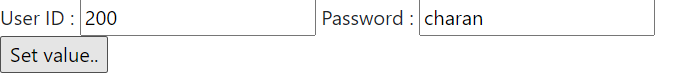 User ID : 200 Password : charan
Set value..